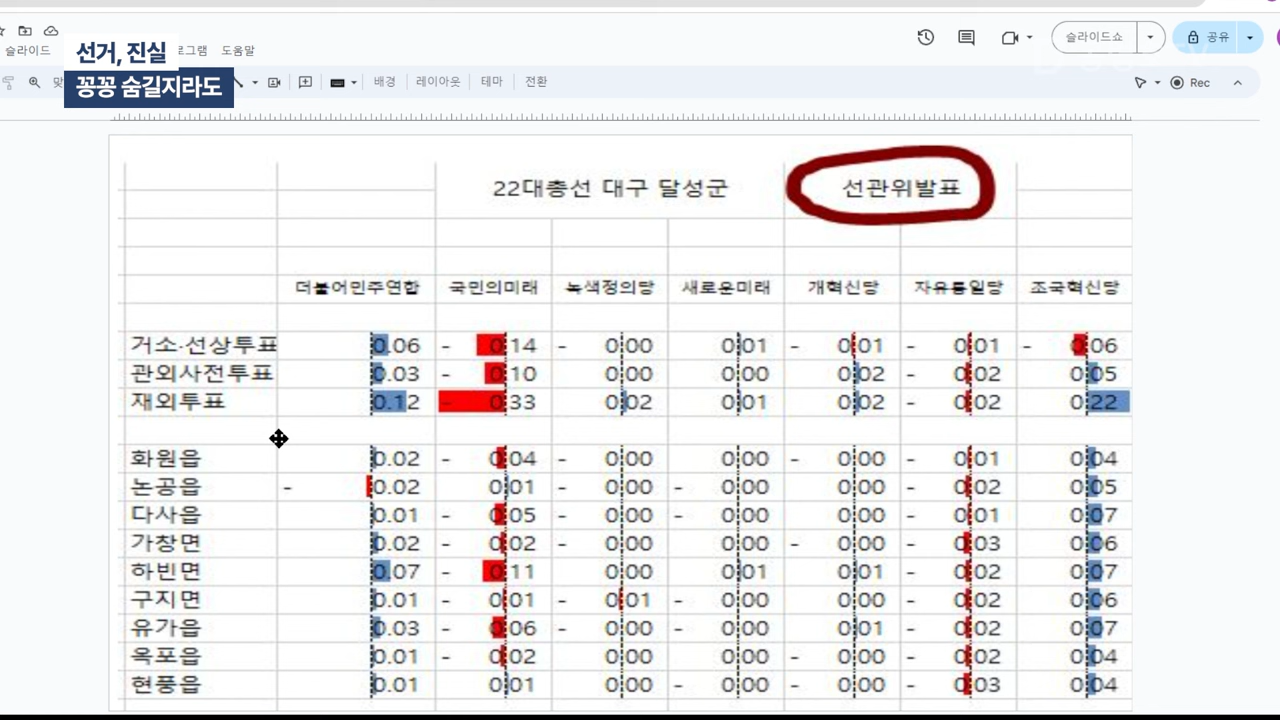 선거, 진실
꽁꽁 숨길지라도
슬라이드
로그램 도움말
슬라이드쇼
공유
맞
배경 레이아웃 테마 전환
Rec
22대총선 대구 달성군 선관위발표
더불어민주연합 국민의미래 녹색정의당 새로운미래 개혁신당 자유통일당 조국혁신당
거소·선상투표 0.06 - 0.14 - 0.00 0.01 - 0.01 - 0.01 - 0.06
관외사전투표 0.03 - 0.10 0.00 0.00 0.02 - 0.02 0.05
재외투표 0.12 - 0.33 0.02 0.01 0.02 - 0.02 0.22
화원읍 0.02 - 0.04 - 0.00 0.00 - 0.00 - 0.01 0.04
논공읍 - 0.02 0.01 - 0.00 - 0.00 0.00 - 0.02 0.05
다사읍 0.01 - 0.05 - 0.00 - 0.00 0.00 - 0.01 0.07
가창면 0.02 - 0.02 - 0.00 0.00 - 0.00 - 0.03 0.06
하빈면 0.07 - 0.11 0.00 0.01 0.01 - 0.02 0.07
구지면 0.01 - 0.01 - 0.01 - 0.00 0.00 - 0.02 0.06
유가읍 0.03 - 0.06 - 0.00 - 0.00 0.01 - 0.02 0.07
옥포읍 0.01 - 0.02 0.00 0.00 - 0.00 - 0.02 0.04
현풍읍 0.01 0.01 0.00 - 0.00 - 0.00 - 0.03 0.04